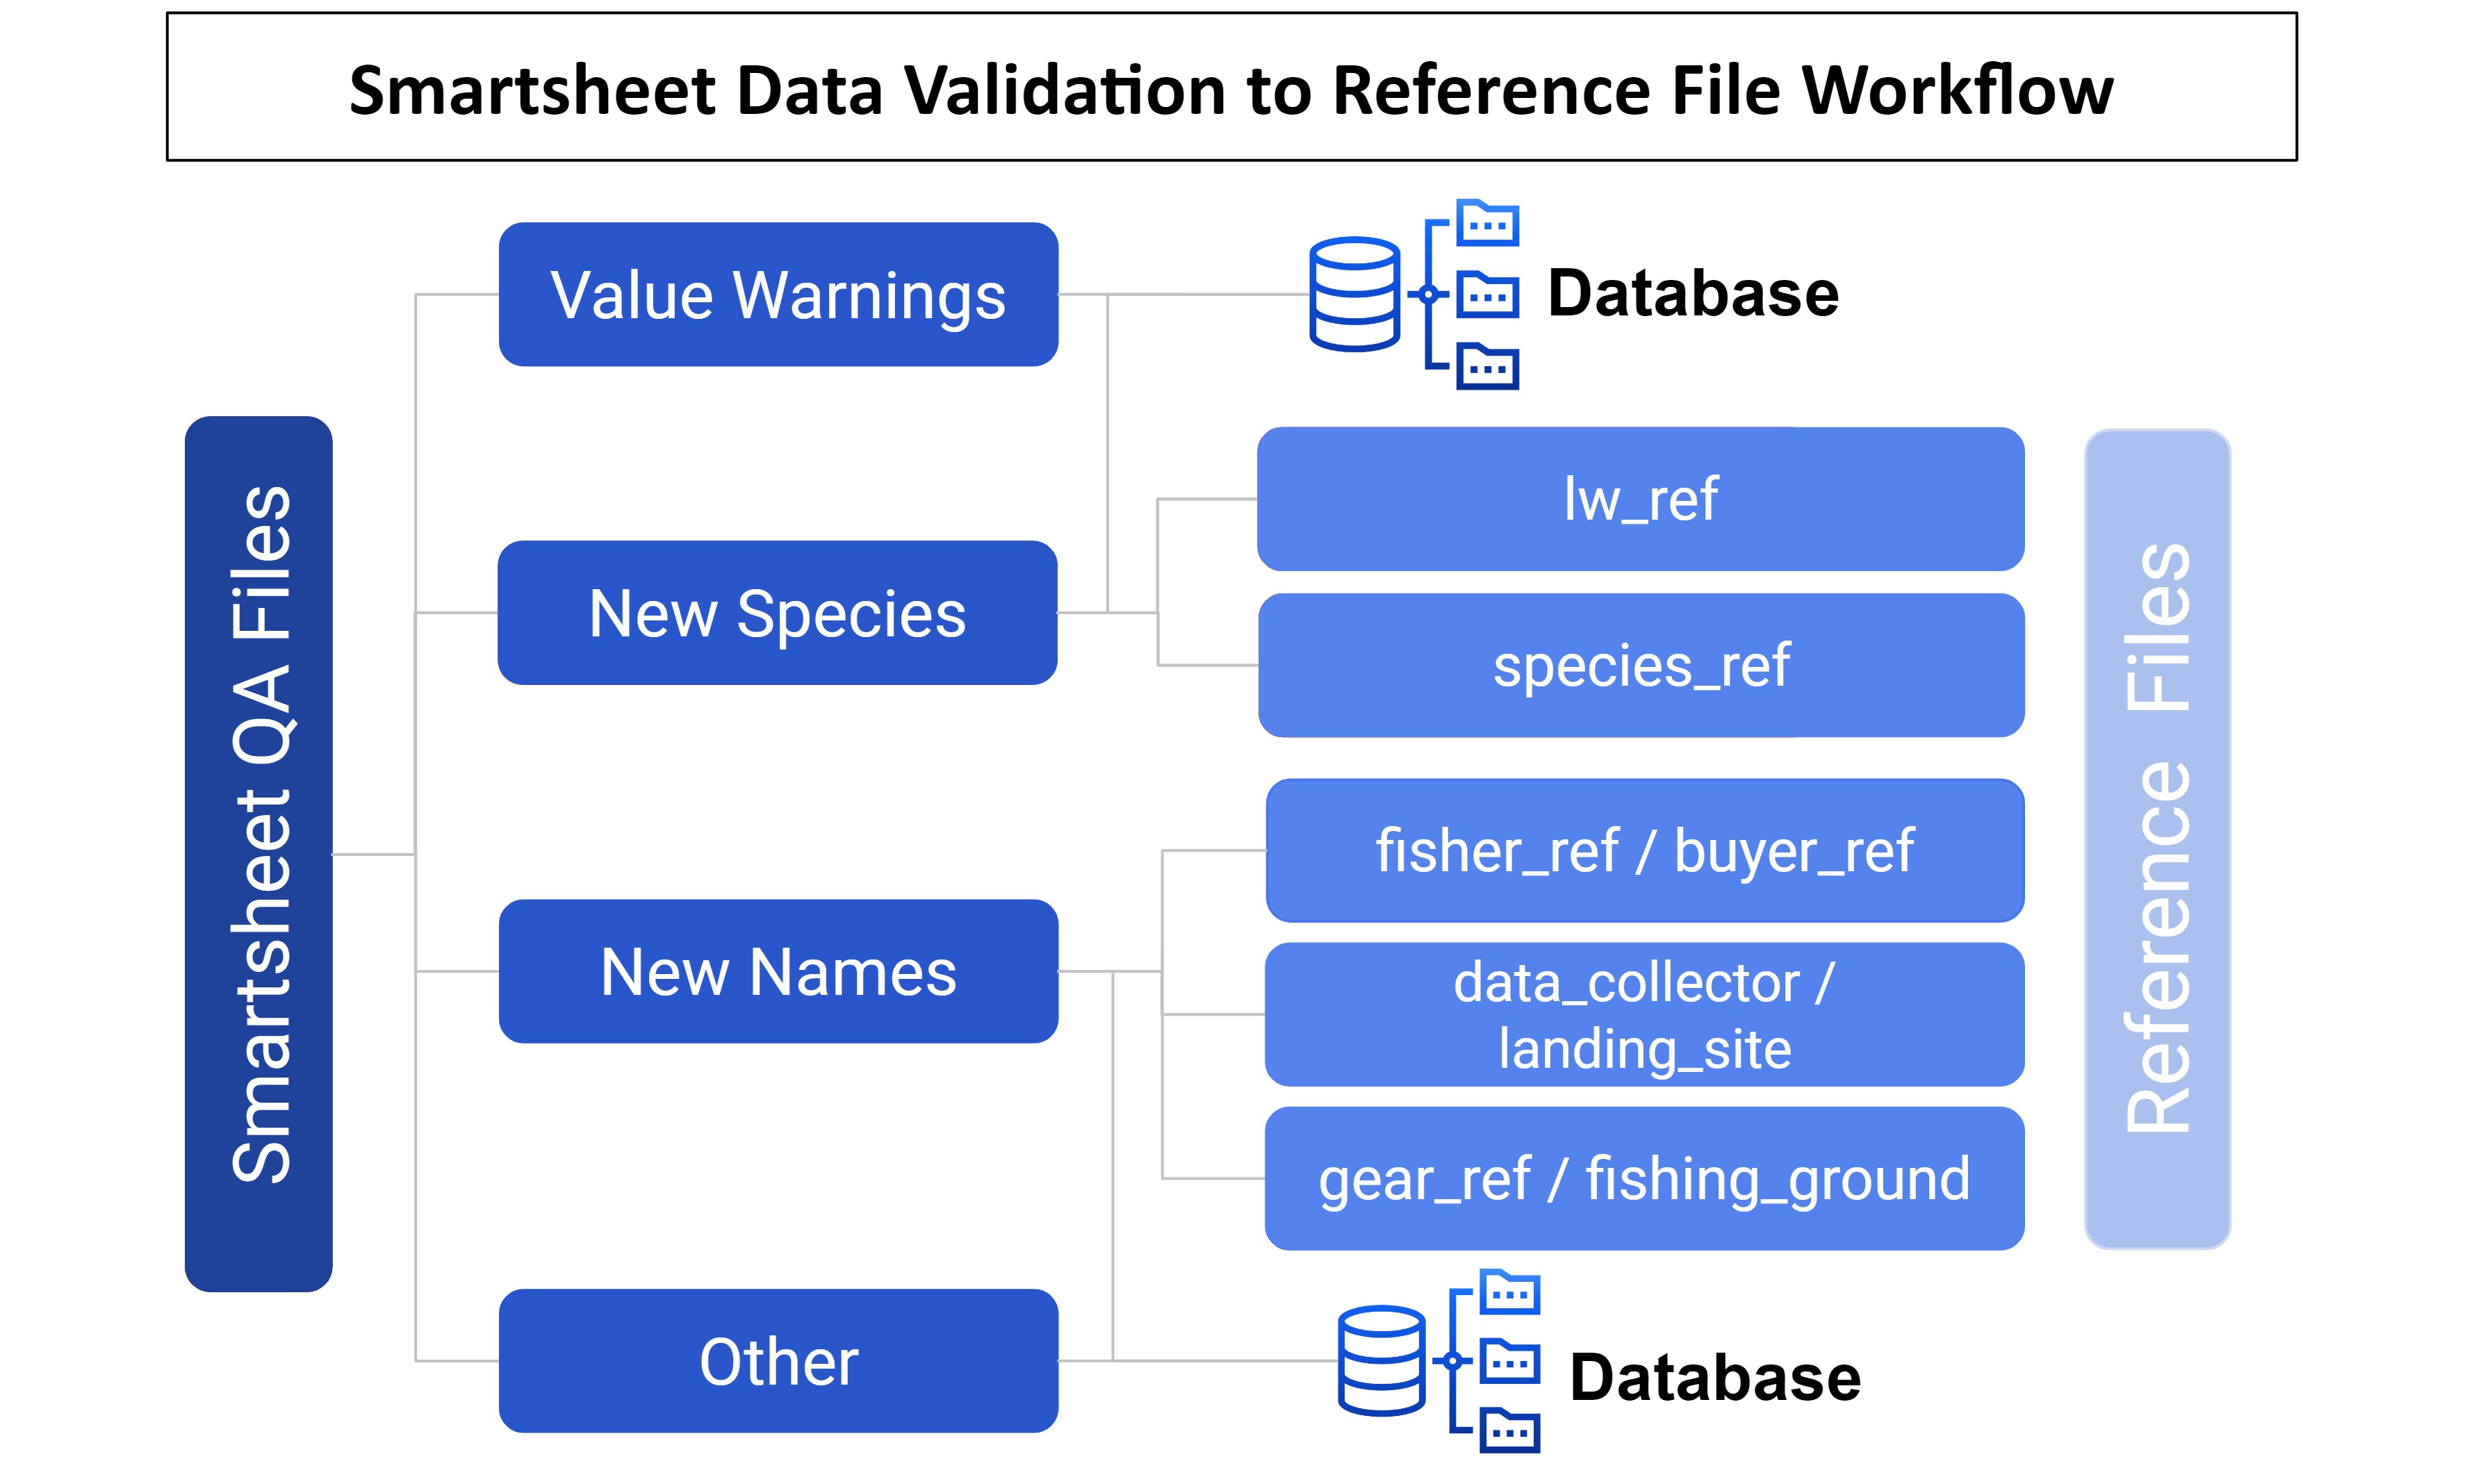 Smartsheet Data Validation to Reference File Workflow
Smartsheet QA Files
Value Warnings
Database
New Species
lw_ref
species_ref
New Names
fisher_ref / buyer_ref
data_collector /
landing_site
gear_ref / fishing_ground
Other
Database
Reference Files